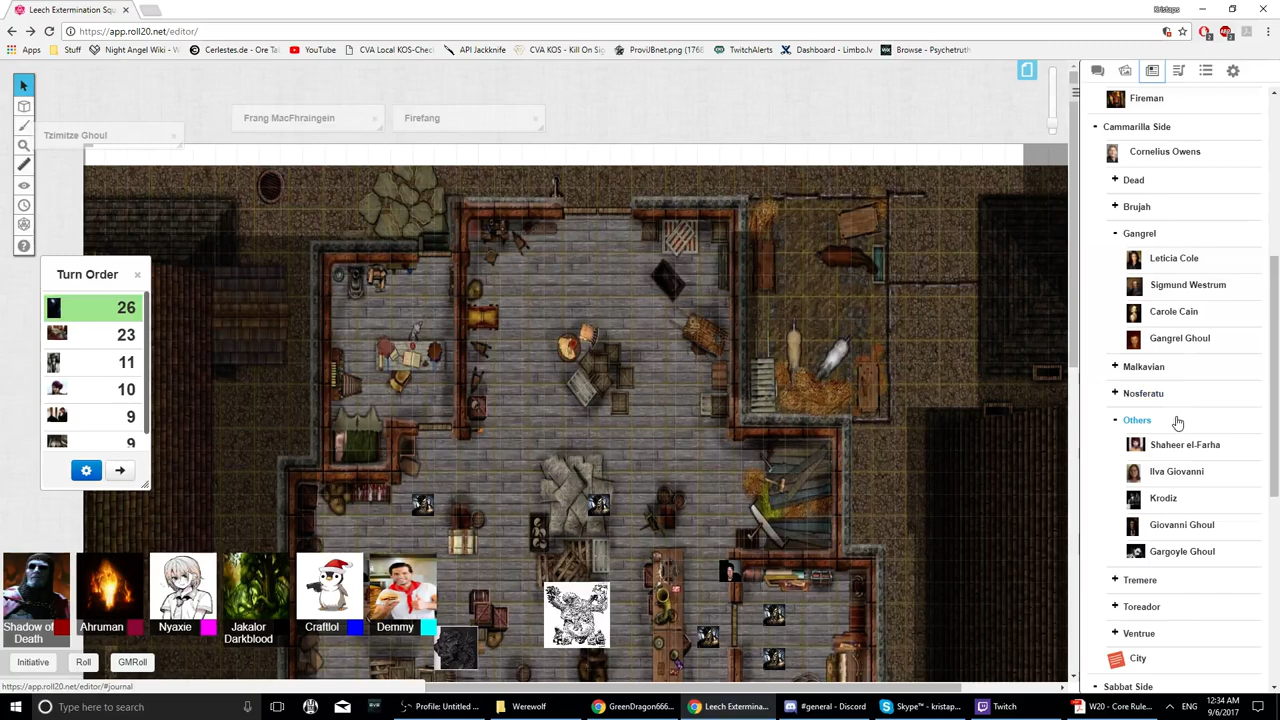 Leech Extermination Squ
Kristaps
https://app.roll20.net/editor/
Apps
Stuff
Night Angel Wiki - W
Cerlestes.de - Ore Ta
YouTube
CVA Local KOS-Check
API Jackknife
CVA KOS - Kill On Sig
ProviJBnet.png (1768
TwitchAlerts
Dashboard - Limbo.lv
Browse - Psychetruth
Tzimitze Ghoul
Frang MacFhraingein
Firefang
Turn Order
26
23
11
10
9
9
Fireman
Cammarilla Side
Cornelius Owens
Dead
Brujah
Gangrel
Leticia Cole
Sigmund Westrum
Carole Cain
Gangrel Ghoul
Malkavian
Nosferatu
Others
Shaheer el-Farha
Ilva Giovanni
Krodiz
Giovanni Ghoul
Gargoyle Ghoul
Tremere
Toreador
Ventrue
City
Sabbat Side
Shadow of Death
Ahruman
Nyaxie
Jakalor Darkblood
Craftlol
Demmy
Initiative
Roll
GMRoll
https://app.roll20.net/editor/#journal
Type here to search
Profile: Untitled ...
Werewolf
GreenDragon666...
Leech Extermina...
#general - Discord
Skype™ - kristap...
Twitch
W20 - Core Rule...
ENG
12:34 AM
9/6/2017